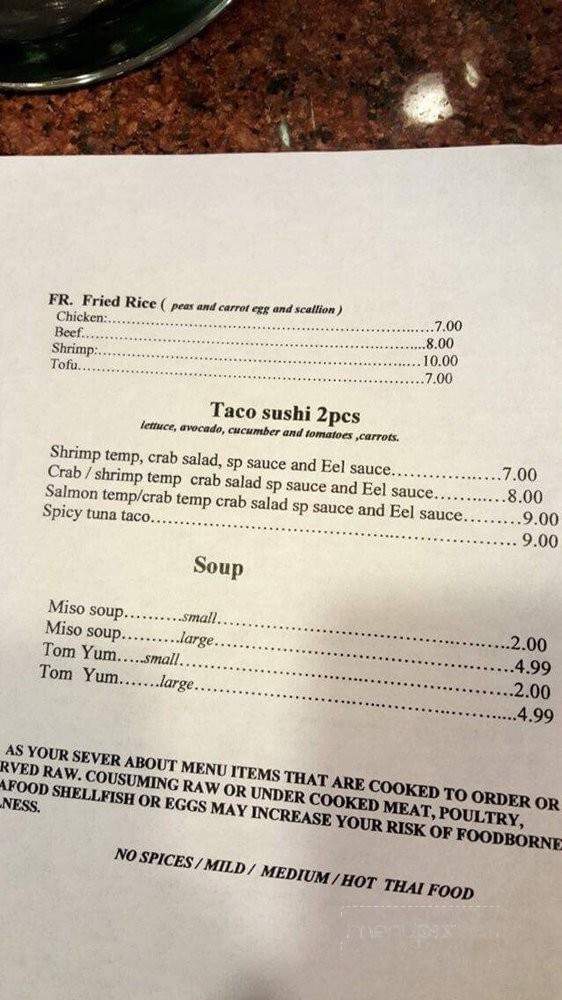 FR. Fried Rice ( peas and carrot egg and scallion )
Chicken:..........................................................................7.00
Beef...............................................................................8.00
Shrimp:..........................................................................10.00
Tofu...............................................................................7.00
Taco sushi 2pcs
lettuce, avocado, cucumber and tomatoes ,carrots.
Shrimp temp, crab salad, sp sauce and Eel sauce...................7.00
Crab / shrimp temp crab salad sp sauce and Eel sauce............8.00
Salmon temp/crab temp crab salad sp sauce and Eel sauce.........9.00
Spicy tuna taco................................................................ 9.00
Soup
Miso soup..........small......................................................2.00
Miso soup..........large......................................................4.99
Tom Yum.....small............................................................2.00
Tom Yum.......large..........................................................4.99
AS YOUR SEVER ABOUT MENU ITEMS THAT ARE COOKED TO ORDER OR
RVED RAW. COUSUMING RAW OR UNDER COOKED MEAT, POULTRY,
AFOOD SHELLFISH OR EGGS MAY INCREASE YOUR RISK OF FOODBORNE
LNESS.
NO SPICES / MILD / MEDIUM / HOT THAI FOOD
menupix